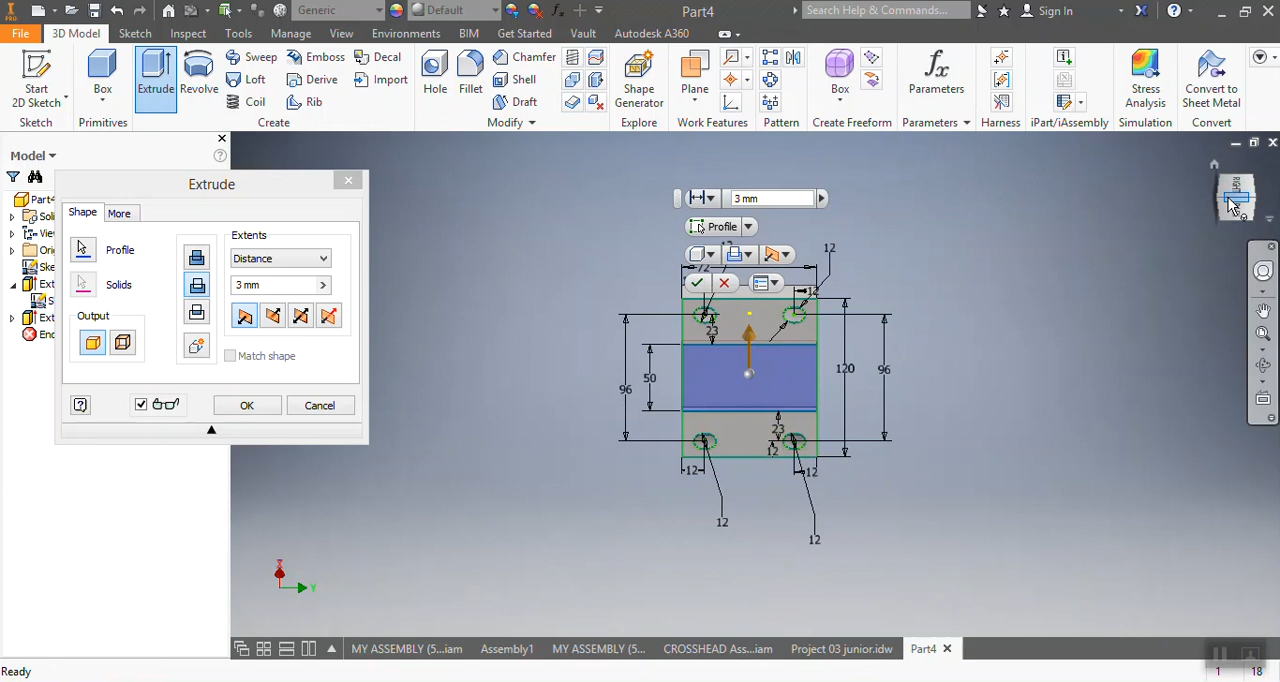 PRO
Generic
Default
Part4
Search Help & Commands...
Sign In
File
3D Model
Sketch
Inspect
Tools
Manage
View
Environments
BIM
Get Started
Vault
Autodesk A360
Start
2D Sketch
Box
Extrude
Revolve
Sweep
Loft
Coil
Emboss
Derive
Rib
Decal
Import
Hole
Fillet
Chamfer
Shell
Draft
Shape
Generator
Plane
Box
Parameters
Stress
Analysis
Convert to
Sheet Metal
Sketch
Primitives
Create
Modify
Explore
Work Features
Pattern
Create Freeform
Parameters
Harness
iPart/iAssembly
Simulation
Convert
Model
Part4
Extrude
Shape
More
Profile
Solids
Output
Extents
Distance
3 mm
Match shape
OK
Cancel
3 mm
Profile
RIGHT
12
72
12
23
96
50
120
96
23
12
12
12
12
12
X
Y
MY ASSEMBLY (5...iam
Assembly1
MY ASSEMBLY (5...iam
CROSSHEAD Ass...iam
Project 03 junior.idw
Part4
Ready
1
18